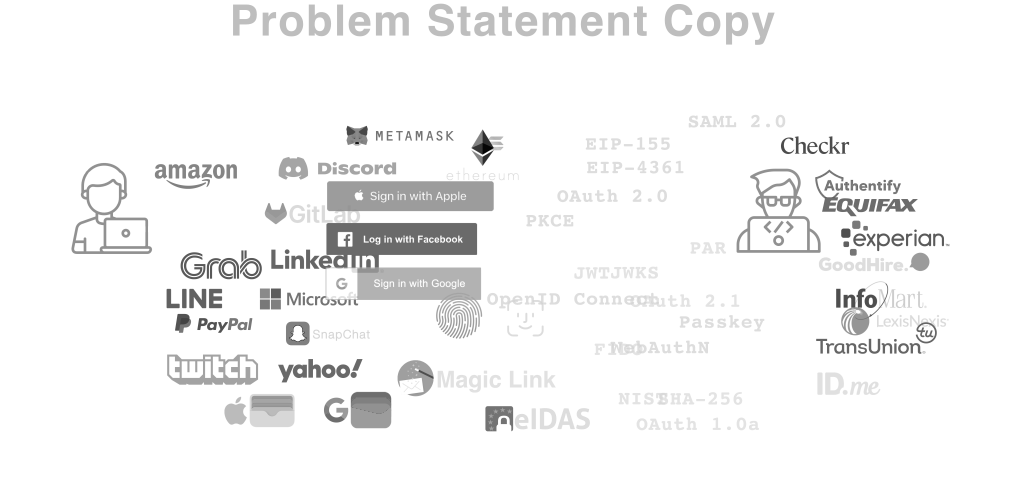 Problem Statement Copy
METAMASK
ethereum
SAML 2.0
EIP-155
Checkr
amazon
Discord
EIP-4361
Sign in with Apple
OAuth 2.0
Authentify
EQUIFAX
GitLab
PKCE
Log in with Facebook
PAR
experian.
Grab
LinkedIn
GoodHire.
JWTJWKS
G Sign in with Google
LINE
Microsoft
OpenID Connect
OAuth 2.1
InfoMart.
PayPal
SnapChat
Passkey
LexisNexis
tu
FIDO
WebAuthN
TransUnion
twitch
yahoo!
Magic Link
ID.me
G
NIST
SHA-256
eIDAS
OAuth 1.0a